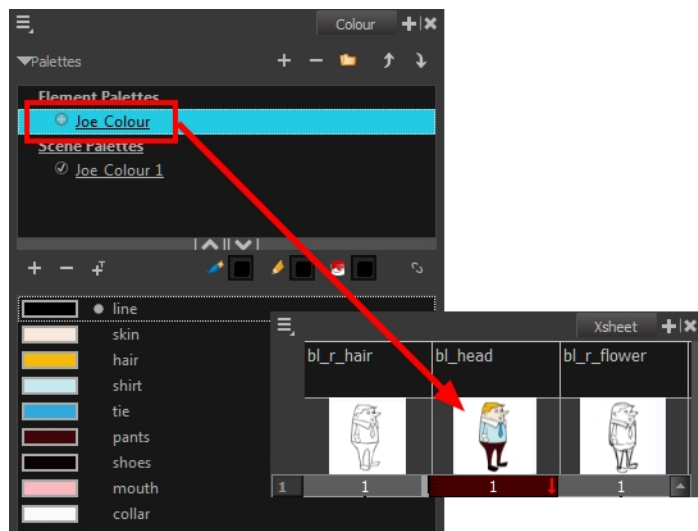 Colour
Palettes
Element Palettes
Joe Colour
Scene Palettes
Joe Colour 1
line
skin
hair
shirt
tie
pants
shoes
mouth
collar
Xsheet
bl_r_hair bl_head bl_r_flower
1 1 1 1